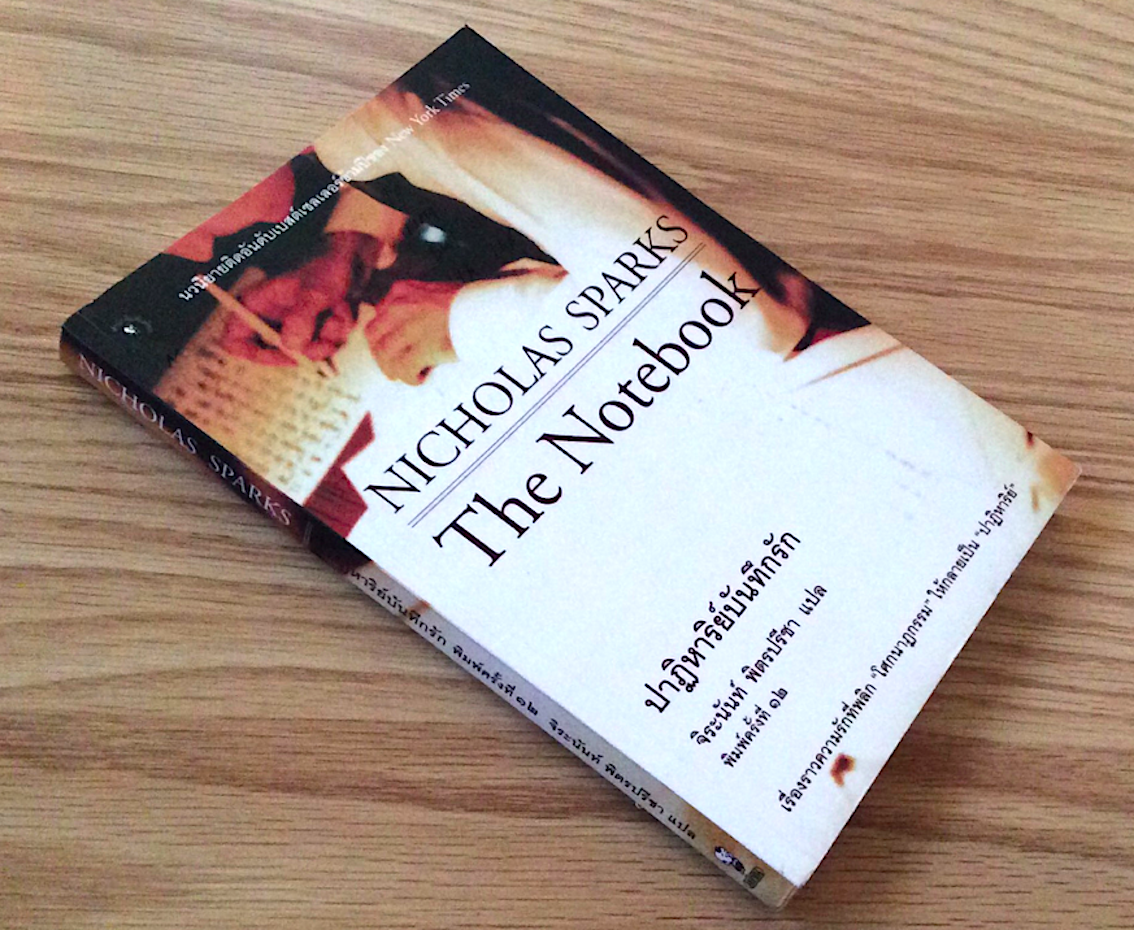 นวนิยายติดอันดับเบสต์เซลเลอร์ของ New York Times
NICHOLAS SPARKS
The Notebook
ปาฏิหาริย์บันทึกรัก
จิระนันท์ พิตรปรีชา แปล
พิมพ์ครั้งที่ ๑๒
เรื่องราวความรักที่พลิก "โศกนาฏกรรม" ให้กลายเป็น "ปาฏิหาริย์"
NICHOLAS SPARKS
ปาฏิหาริย์บันทึกรัก พิมพ์ครั้งที่ ๑๒ จิระนันท์ พิตรปรีชา แปล